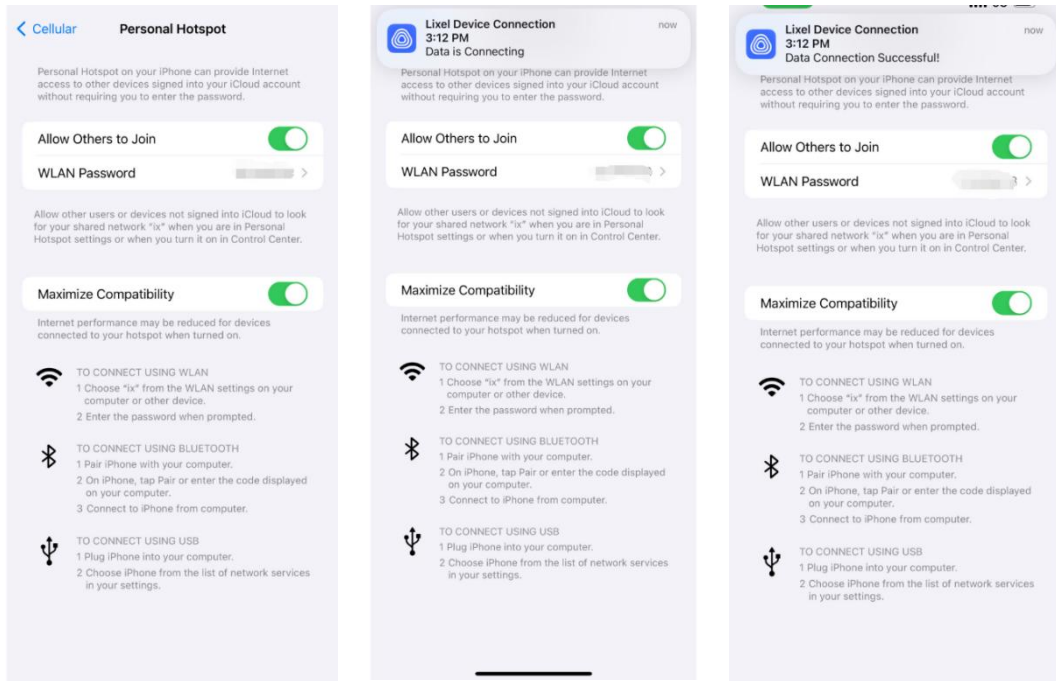 Cellular
Personal Hotspot
Personal Hotspot on your iPhone can provide Internet
access to other devices signed into your iCloud account
without requiring you to enter the password.
Allow Others to Join
WLAN Password
Allow other users or devices not signed into iCloud to look
for your shared network “ix” when you are in Personal
Hotspot settings or when you turn it on in Control Center.
Maximize Compatibility
Internet performance may be reduced for devices
connected to your hotspot when turned on.
TO CONNECT USING WLAN
1 Choose “ix” from the WLAN settings on your
computer or other device.
2 Enter the password when prompted.
TO CONNECT USING BLUETOOTH
1 Pair iPhone with your computer.
2 On iPhone, tap Pair or enter the code displayed
on your computer.
3 Connect to iPhone from computer.
TO CONNECT USING USB
1 Plug iPhone into your computer.
2 Choose iPhone from the list of network services
in your settings.
Lixel Device Connection
now
3:12 PM
Data is Connecting
Personal Hotspot on your iPhone can provide Internet
access to other devices signed into your iCloud account
without requiring you to enter the password.
Allow Others to Join
WLAN Password
Allow other users or devices not signed into iCloud to look
for your shared network “ix” when you are in Personal
Hotspot settings or when you turn it on in Control Center.
Maximize Compatibility
Internet performance may be reduced for devices
connected to your hotspot when turned on.
TO CONNECT USING WLAN
1 Choose “ix” from the WLAN settings on your
computer or other device.
2 Enter the password when prompted.
TO CONNECT USING BLUETOOTH
1 Pair iPhone with your computer.
2 On iPhone, tap Pair or enter the code displayed
on your computer.
3 Connect to iPhone from computer.
TO CONNECT USING USB
1 Plug iPhone into your computer.
2 Choose iPhone from the list of network services
in your settings.
Lixel Device Connection
now
3:12 PM
Data Connection Successful!
Personal Hotspot on your iPhone can provide Internet
access to other devices signed into your iCloud account
without requiring you to enter the password.
Allow Others to Join
WLAN Password
Allow other users or devices not signed into iCloud to look
for your shared network “ix” when you are in Personal
Hotspot settings or when you turn it on in Control Center.
Maximize Compatibility
Internet performance may be reduced for devices
connected to your hotspot when turned on.
TO CONNECT USING WLAN
1 Choose “ix” from the WLAN settings on your
computer or other device.
2 Enter the password when prompted.
TO CONNECT USING BLUETOOTH
1 Pair iPhone with your computer.
2 On iPhone, tap Pair or enter the code displayed
on your computer.
3 Connect to iPhone from computer.
TO CONNECT USING USB
1 Plug iPhone into your computer.
2 Choose iPhone from the list of network services
in your settings.